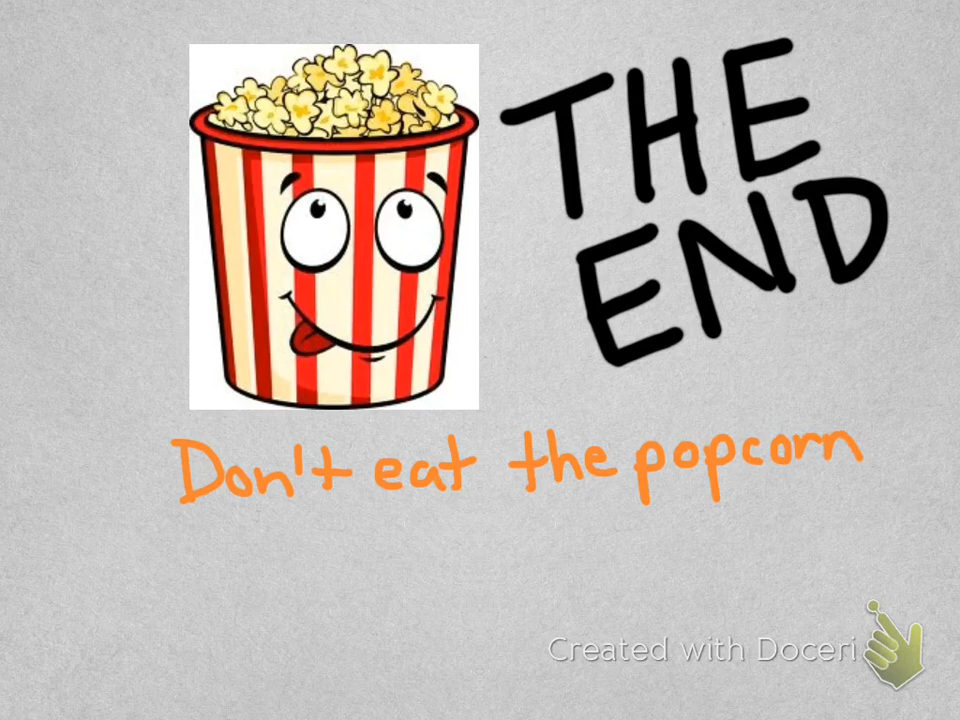 THE
END
Don't eat the popcorn
Created with Doceri